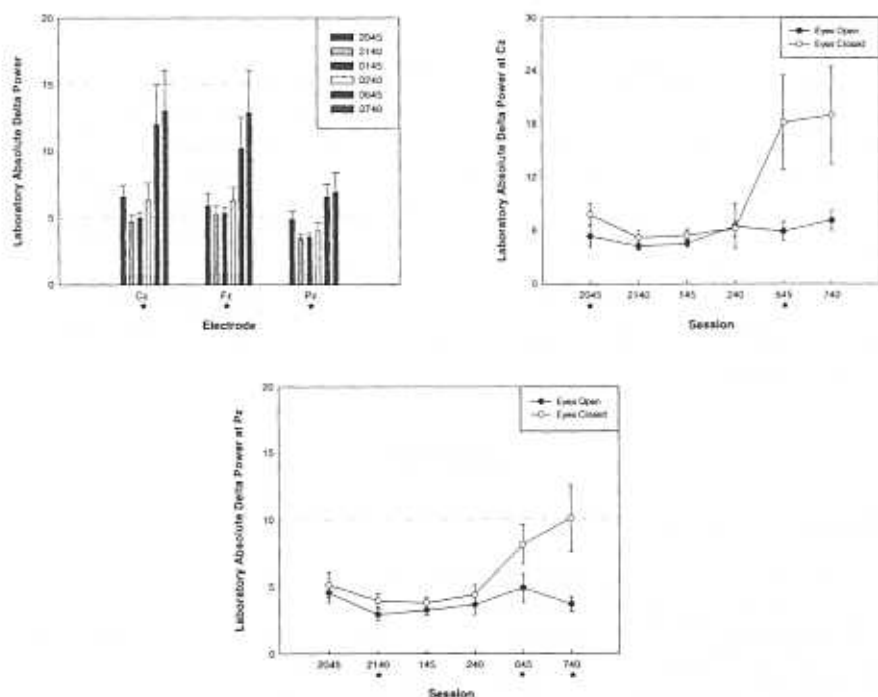 20
15
10
5
0
Laboratory Absolute Delta Power
2045
2140
0145
0240
0645
0740
Cz Fz Pz
* * *
Electrode
30
24
18
12
6
0
Laboratory Absolute Delta Power at Cz
Eyes Open
Eyes Closed
2045 2140 145 240 645 740
* *
Session
20
15
10
5
0
Laboratory Absolute Delta Power at Pz
Eyes Open
Eyes Closed
2045 2140 145 240 645 740
* * *
Session